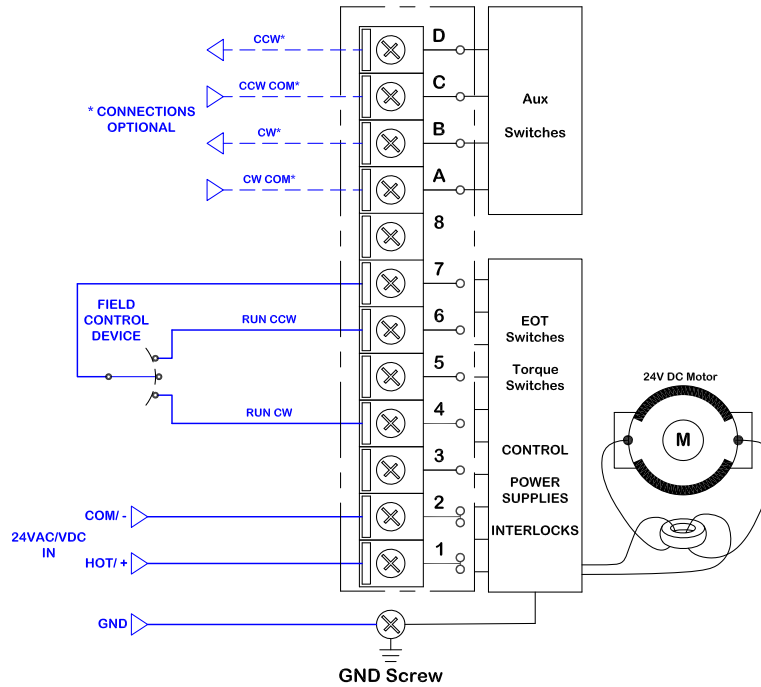 CCW*
D
CCW COM*
C
* CONNECTIONS
OPTIONAL
CW*
B
CW COM*
A
Aux
Switches
8
7
FIELD
CONTROL
DEVICE
RUN CCW
6
5
RUN CW
4
3
COM/ -
2
24VAC/VDC
IN
HOT/ +
1
GND
GND Screw
EOT
Switches
Torque
Switches
CONTROL
POWER
SUPPLIES
INTERLOCKS
24V DC Motor
M